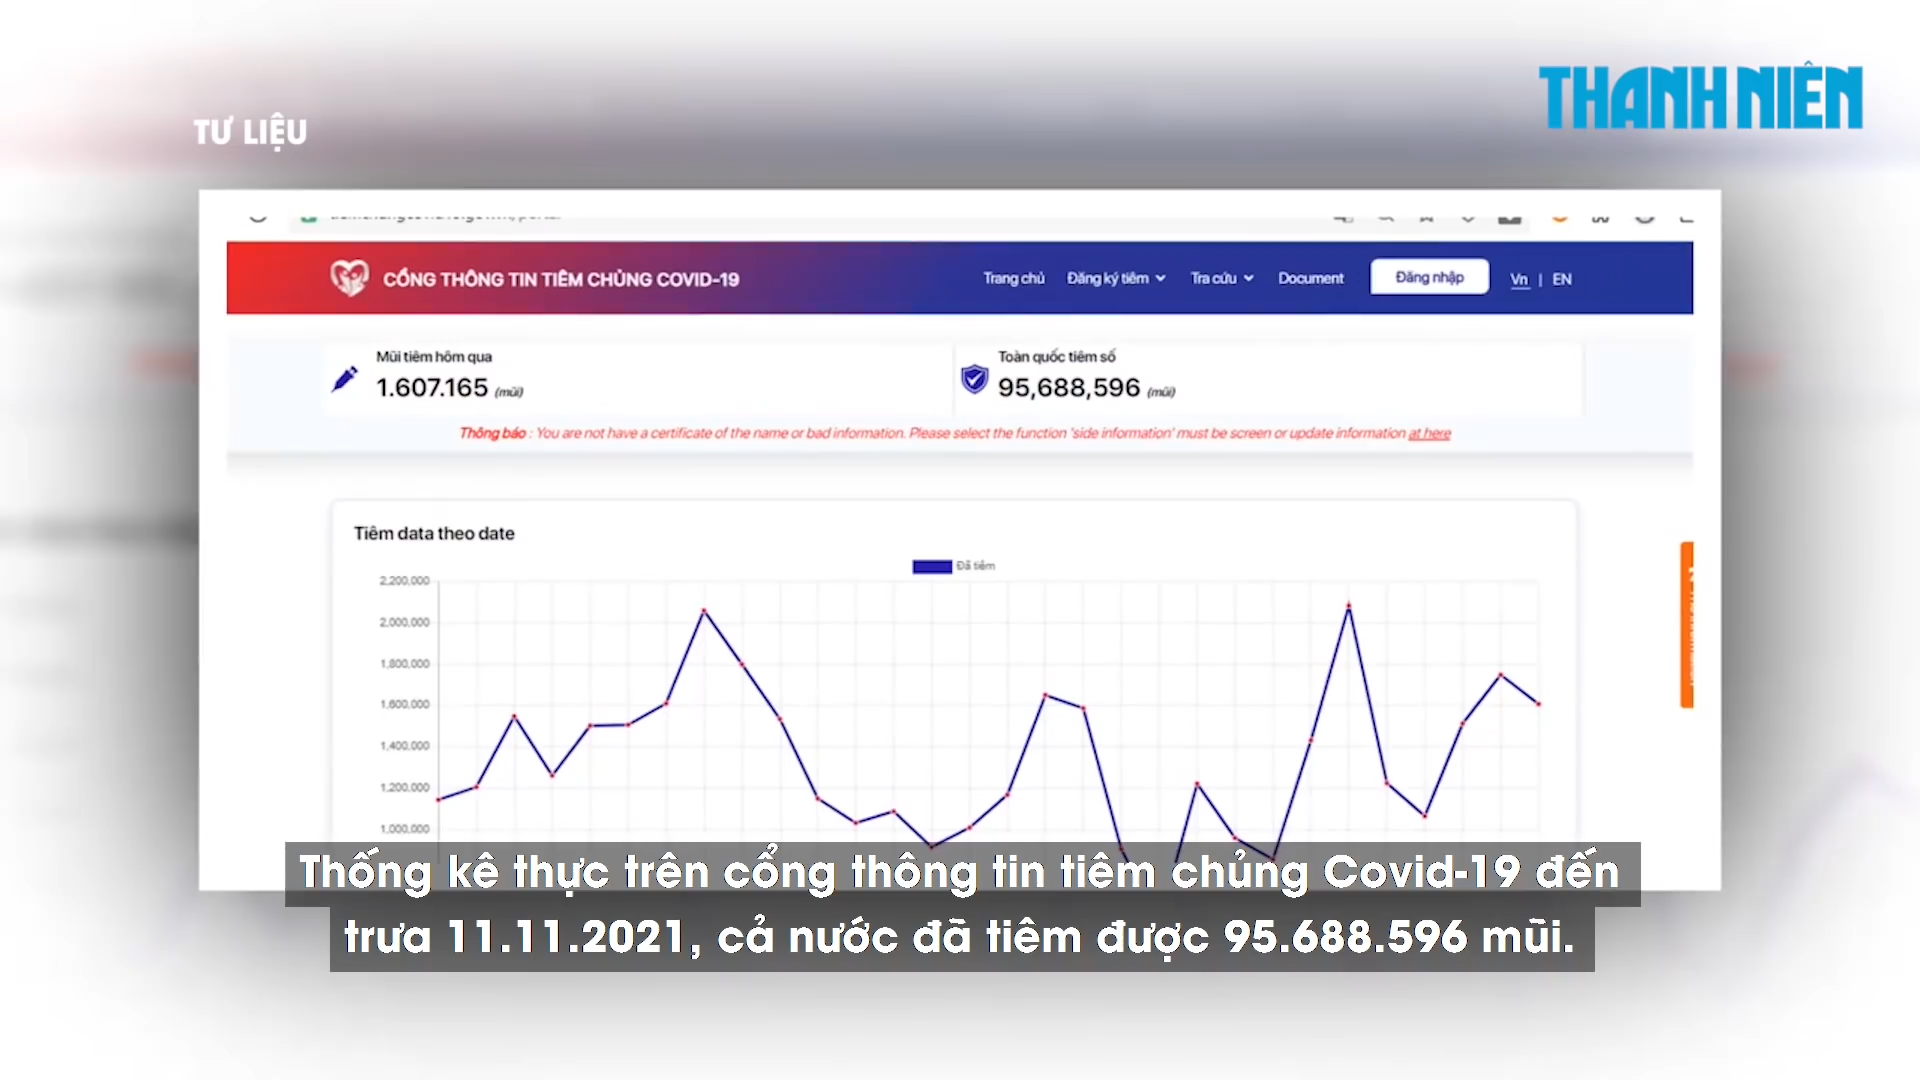 THANH NIÊN
TƯ LIỆU
CỔNG THÔNG TIN TIÊM CHỦNG COVID-19
Trang chủ Đăng ký tiêm Tra cứu Document Đăng nhập Vn | EN
Mũi tiêm hôm qua
1.607.165 (mũi)
Toàn quốc tiêm số
95,688,596 (mũi)
Thông báo : You are not have a certificate of the name or bad information. Please select the function 'side information' must be screen or update information at here
Tiêm data theo date
Đã tiêm
2,200,000
2,000,000
1,800,000
1,600,000
1,400,000
1,200,000
1,000,000
Thống kê thực trên cổng thông tin tiêm chủng Covid-19 đến
trưa 11.11.2021, cả nước đã tiêm được 95.688.596 mũi.